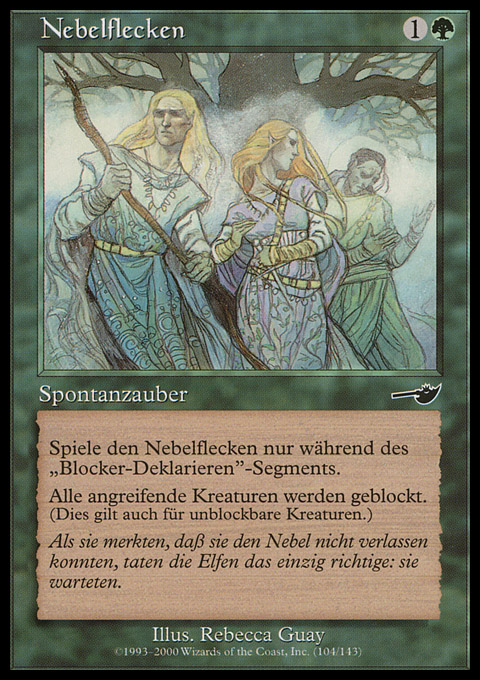 Nebelflecken
1
Spontanzauber
Spiele den Nebelflecken nur während des
„Blocker-Deklarieren”-Segments.
Alle angreifende Kreaturen werden geblockt.
(Dies gilt auch für unblockbare Kreaturen.)
Als sie merkten, daß sie den Nebel nicht verlassen
konnten, taten die Elfen das einzig richtige: sie
warteten.
Illus. Rebecca Guay
©1993–2000 Wizards of the Coast, Inc. (104/143)